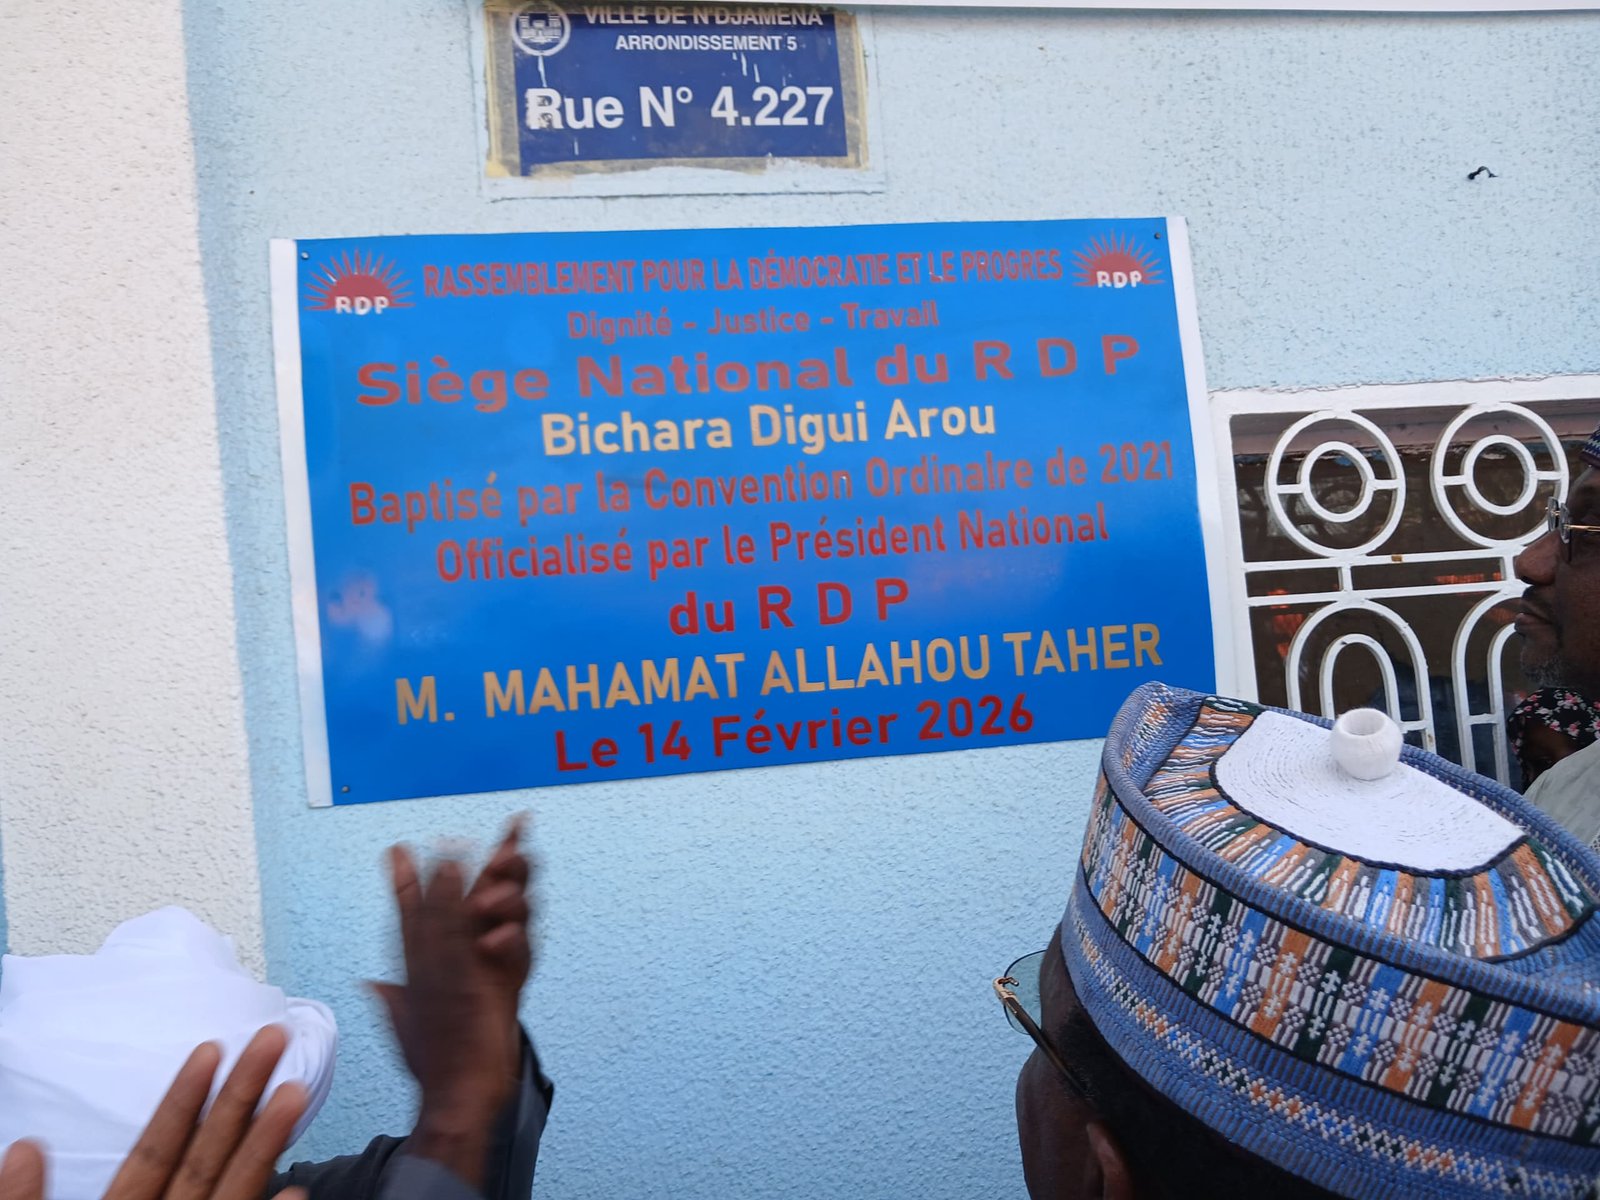 VILLE DE N'DJAMENA
ARRONDISSEMENT 5
Rue N° 4.227
RDP
RASSEMBLEMENT POUR LA DÉMOCRATIE ET LE PROGRES
RDP
Dignité - Justice - Travail
Siège National du R D P
Bichara Digui Arou
Baptisé par la Convention Ordinaire de 2021
Officialisé par le Président National
du R D P
M. MAHAMAT ALLAHOU TAHER
Le 14 Février 2026